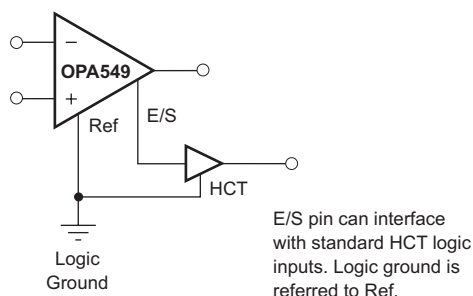 −
OPA549
+
Ref
E/S
HCT
Logic
Ground
E/S pin can interface
with standard HCT logic
inputs. Logic ground is
referred to Ref.